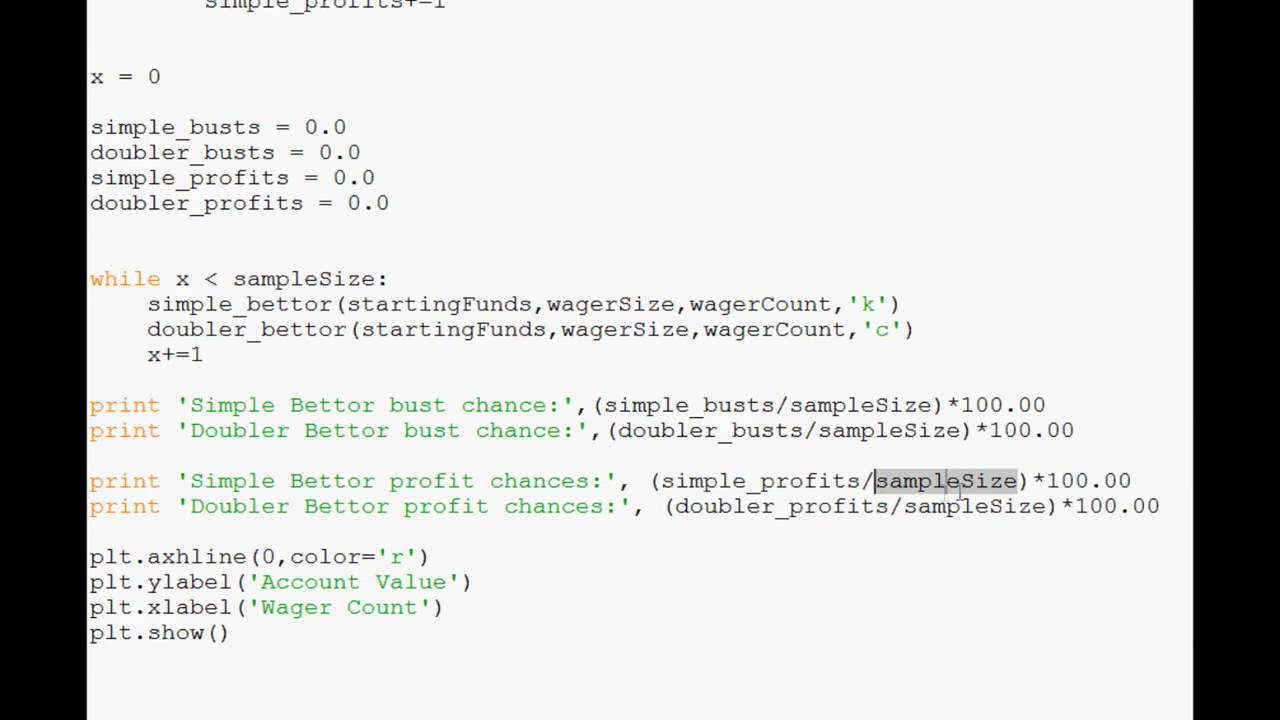 simple_profits+=1
x = 0
simple_busts = 0.0
doubler_busts = 0.0
simple_profits = 0.0
doubler_profits = 0.0
while x < sampleSize:
    simple_bettor(startingFunds,wagerSize,wagerCount,'k')
    doubler_bettor(startingFunds,wagerSize,wagerCount,'c')
    x+=1
print 'Simple Bettor bust chance:',(simple_busts/sampleSize)*100.00
print 'Doubler Bettor bust chance:',(doubler_busts/sampleSize)*100.00
print 'Simple Bettor profit chances:', (simple_profits/sampleSize)*100.00
print 'Doubler Bettor profit chances:', (doubler_profits/sampleSize)*100.00
plt.axhline(0,color='r')
plt.ylabel('Account Value')
plt.xlabel('Wager Count')
plt.show()